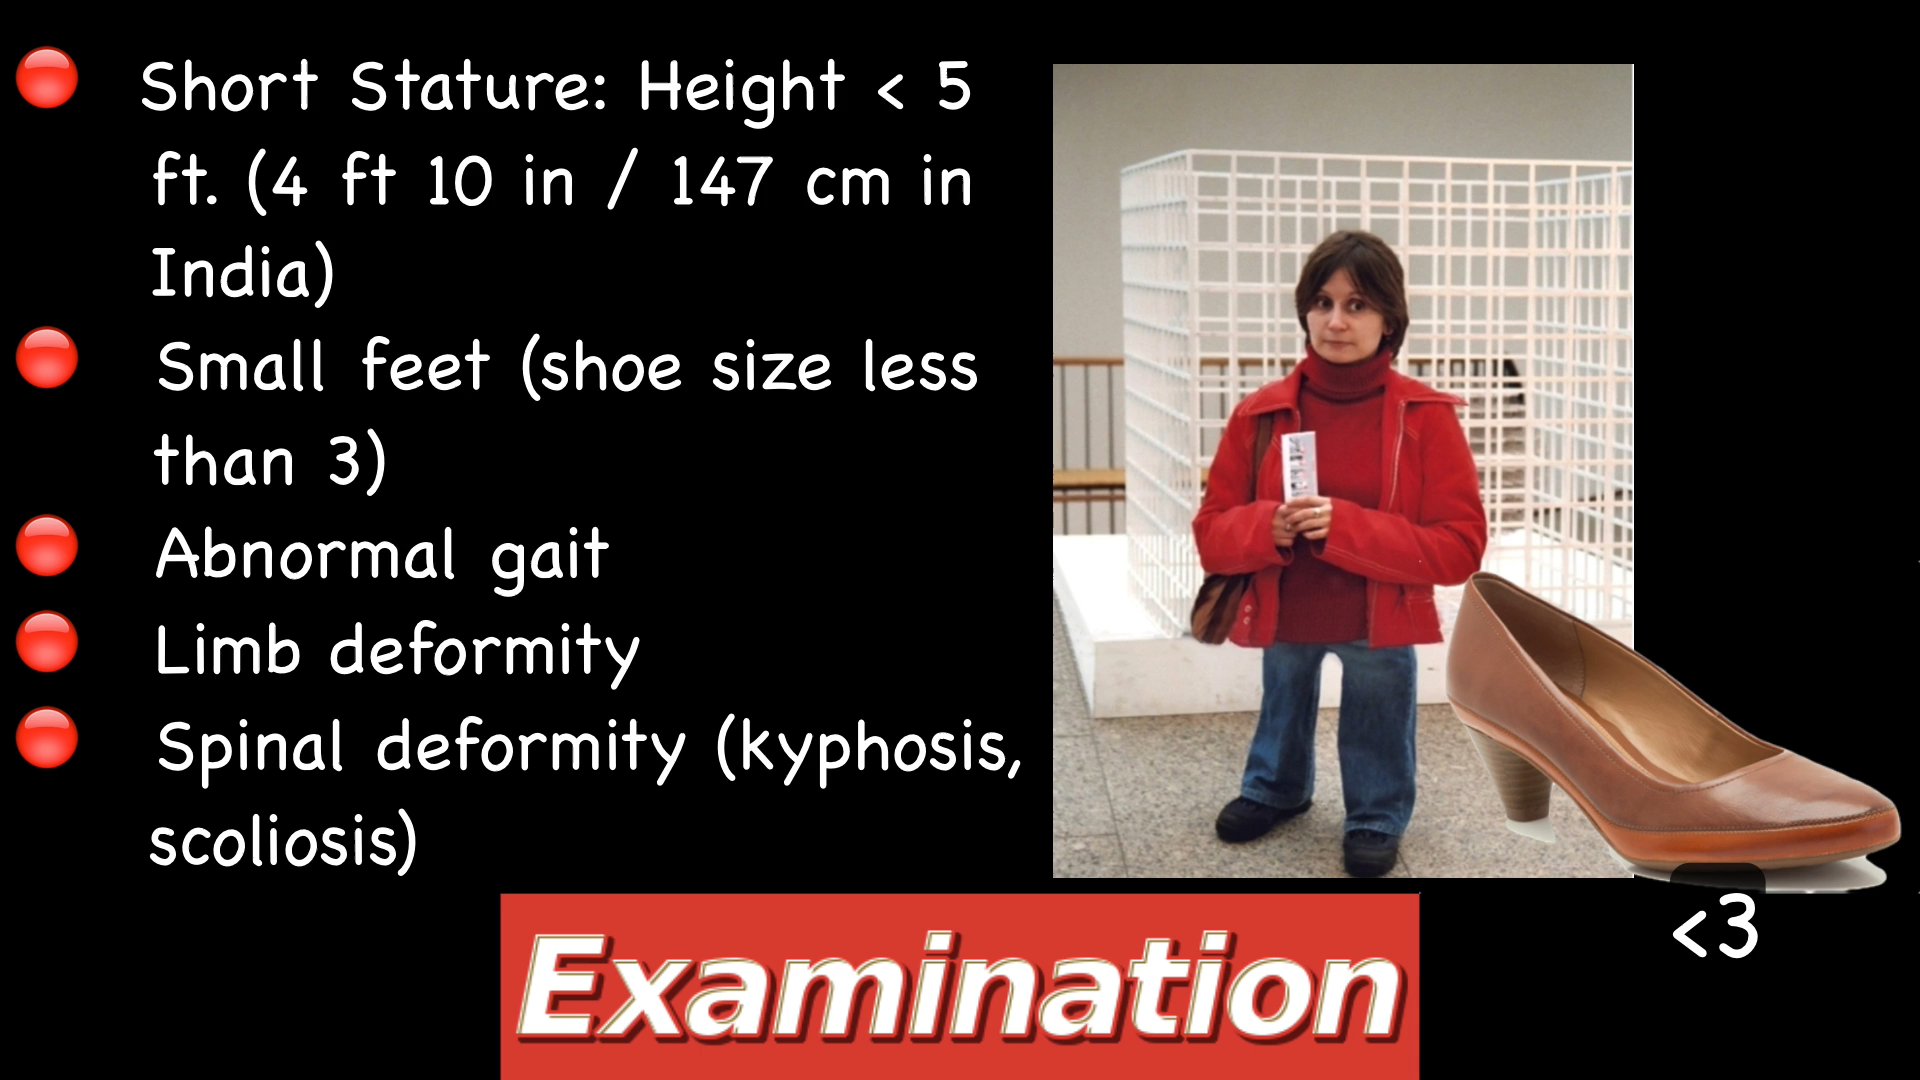 Short Stature: Height < 5
ft. (4 ft 10 in / 147 cm in
India)
Small feet (shoe size less
than 3)
Abnormal gait
Limb deformity
Spinal deformity (kyphosis,
scoliosis)
<3
Examination